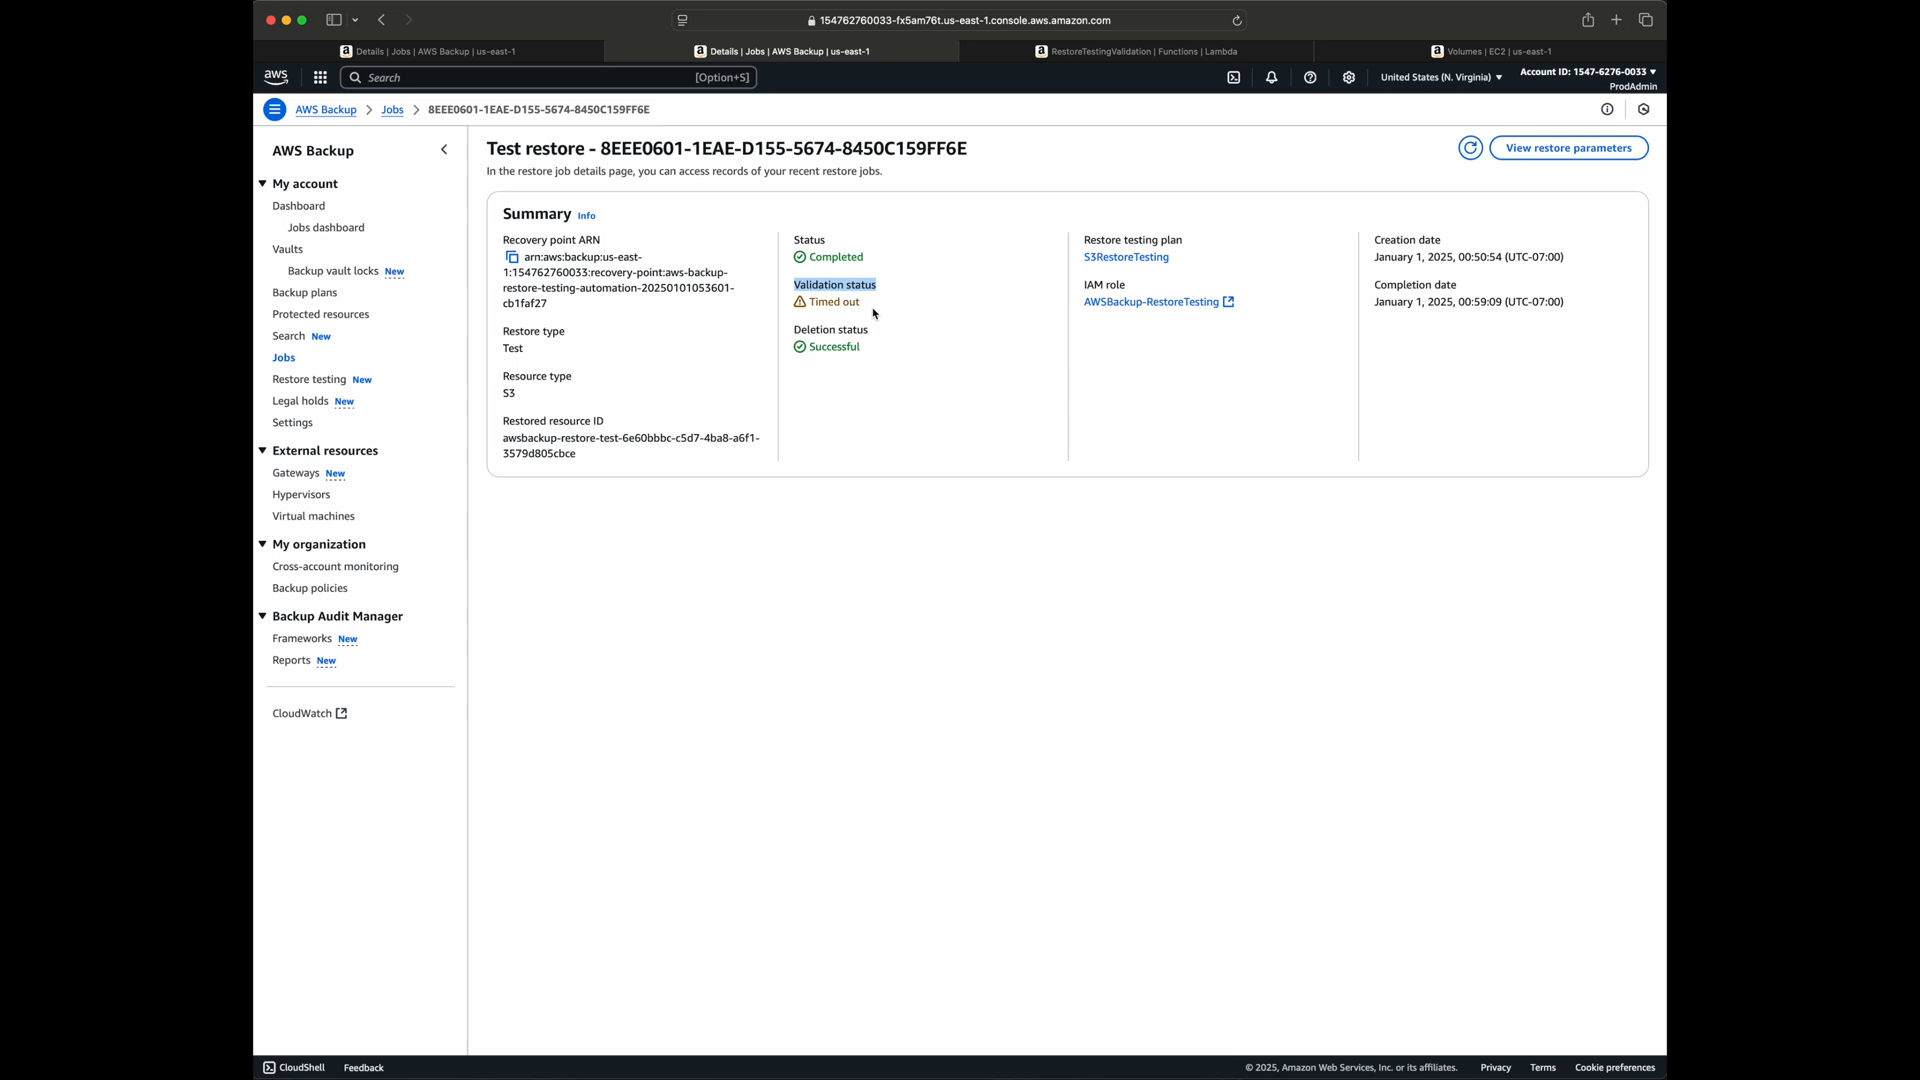 154762760033-fx5am76t.us-east-1.console.aws.amazon.com
Details | Jobs | AWS Backup | us-east-1
Details | Jobs | AWS Backup | us-east-1
RestoreTestingValidation | Functions | Lambda
Volumes | EC2 | us-east-1
aws
Search
[Option+S]
United States (N. Virginia)
Account ID: 1547-6276-0033
ProdAdmin
AWS Backup
Jobs
8EEE0601-1EAE-D155-5674-8450C159FF6E
AWS Backup
My account
Dashboard
Jobs dashboard
Vaults
Backup vault locks New
Backup plans
Protected resources
Search New
Jobs
Restore testing New
Legal holds New
Settings
External resources
Gateways New
Hypervisors
Virtual machines
My organization
Cross-account monitoring
Backup policies
Backup Audit Manager
Frameworks New
Reports New
CloudWatch
Test restore - 8EEE0601-1EAE-D155-5674-8450C159FF6E
View restore parameters
In the restore job details page, you can access records of your recent restore jobs.
Summary Info
Recovery point ARN
arn:aws:backup:us-east-
1:154762760033:recovery-point:aws-backup-
restore-testing-automation-20250101053601-
cb1faf27
Restore type
Test
Resource type
S3
Restored resource ID
awsbackup-restore-test-6e60bbbc-c5d7-4ba8-a6f1-
3579d805cbce
Status
Completed
Validation status
Timed out
Deletion status
Successful
Restore testing plan
S3RestoreTesting
IAM role
AWSBackup-RestoreTesting
Creation date
January 1, 2025, 00:50:54 (UTC-07:00)
Completion date
January 1, 2025, 00:59:09 (UTC-07:00)
CloudShell
Feedback
© 2025, Amazon Web Services, Inc. or its affiliates.
Privacy
Terms
Cookie preferences